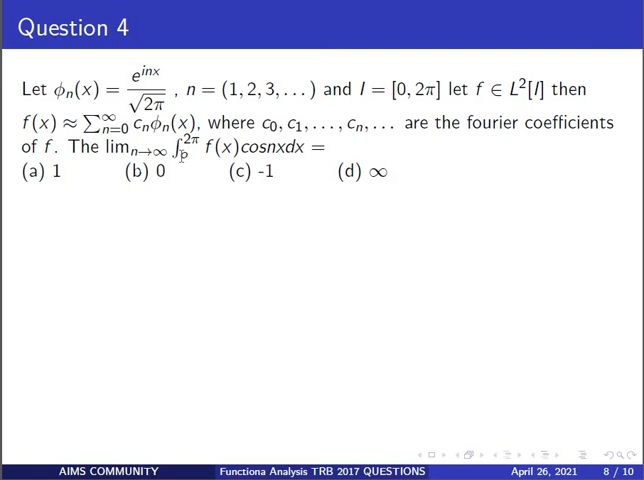 Question 4
Let ϕₙ(x) = e^{inx}/√2π , n = (1, 2, 3, . . . ) and I = [0, 2π] let f ∈ L²[I] then
f(x) ≈ ∑_{n=0}^{∞} cₙϕₙ(x), where c₀, c₁, . . . , cₙ, . . . are the fourier coefficients
of f. The lim_{n→∞} ∫_{p}^{2π} f(x)cosnxdx =
(a) 1 (b) 0 (c) -1 (d) ∞
AIMS COMMUNITY Functiona Analysis TRB 2017 QUESTIONS April 26, 2021 8 / 10